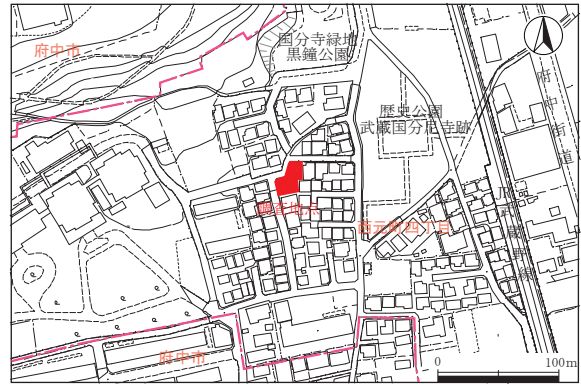 府中市
国分寺緑地
黒鐘公園
歴史公園
武蔵国分尼寺跡
府中街道
JR武蔵野線
調査地点
西元町四丁目
府中市
0 100m